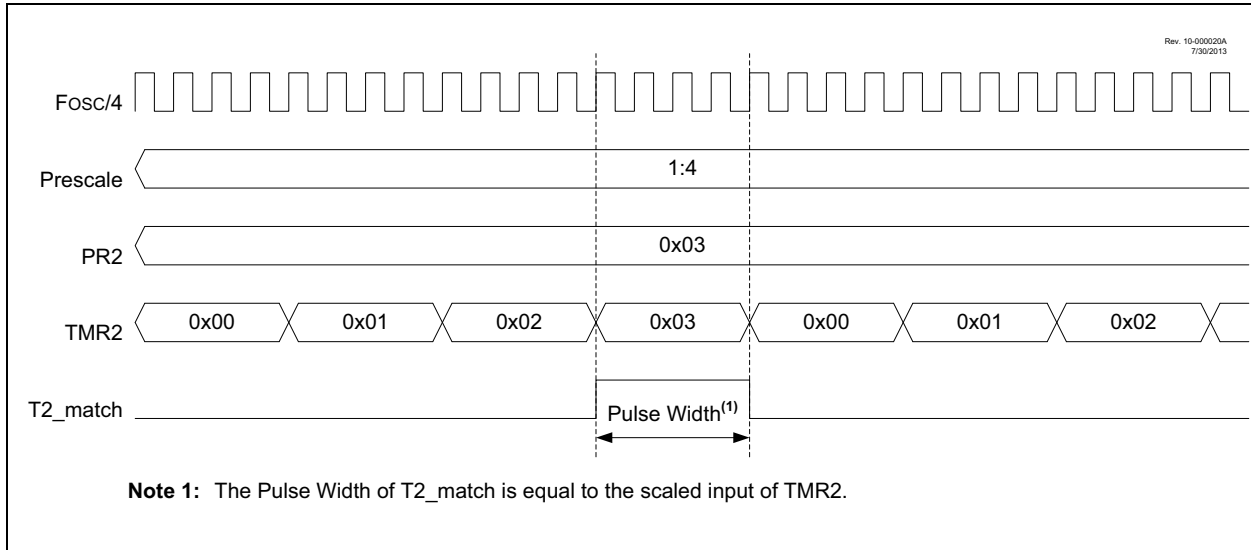 Rev. 10-000020A
7/30/2013
Fosc/4
Prescale
1:4
PR2
0x03
TMR2
0x00 0x01 0x02 0x03 0x00 0x01 0x02
T2_match
Pulse Width(1)
Note 1: The Pulse Width of T2_match is equal to the scaled input of TMR2.